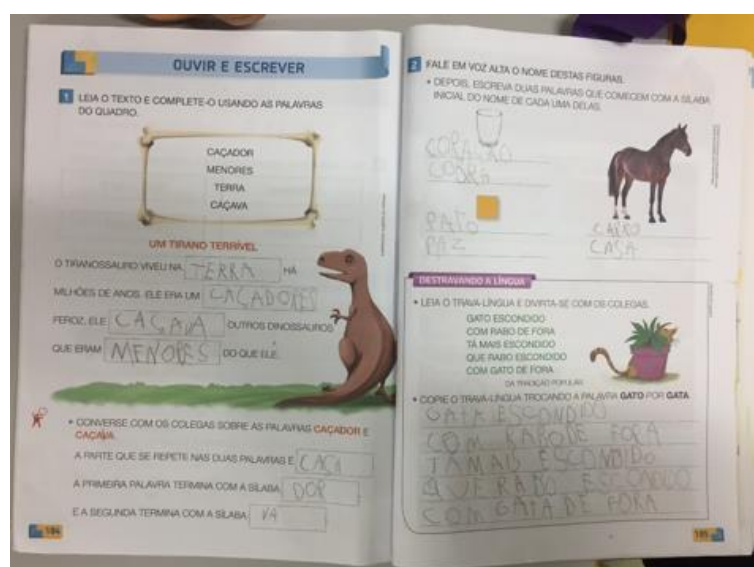 OUVIR E ESCREVER
1 LEIA O TEXTO E COMPLETE-O USANDO AS PALAVRAS
DO QUADRO.
CAÇADOR
MENORES
TERRA
CAÇAVA
UM TIRANO TERRÍVEL
O TIRANOSSAURO VIVEU NA TERRA HÁ
MILHÕES DE ANOS. ELE ERA UM CAÇADORES
FEROZ. ELE CAÇAVA OUTROS DINOSSAUROS
QUE ERAM MENORES DO QUE ELE.
• CONVERSE COM OS COLEGAS SOBRE AS PALAVRAS CAÇADOR E
CAÇAVA.
A PARTE QUE SE REPETE NAS DUAS PALAVRAS É CAÇA
A PRIMEIRA PALAVRA TERMINA COM A SÍLABA DOR
E A SEGUNDA TERMINA COM A SÍLABA VA
184
2 FALE EM VOZ ALTA O NOME DESTAS FIGURAS.
• DEPOIS, ESCREVA DUAS PALAVRAS QUE COMECEM COM A SÍLABA
INICIAL DO NOME DE CADA UMA DELAS.
CORAÇÃO
COBRA
PATO
PAZ
CARRO
CASA
DESTRAVANDO A LÍNGUA
• LEIA O TRAVA-LÍNGUA E DIVIRTA-SE COM OS COLEGAS.
GATO ESCONDIDO
COM RABO DE FORA
TÁ MAIS ESCONDIDO
QUE RABO ESCONDIDO
COM GATO DE FORA.
DA TRADIÇÃO POPULAR.
• COPIE O TRAVA-LÍNGUA TROCANDO A PALAVRA GATO POR GATA.
GATA ESCONDIDO
COM RABO DE FORA
TA MAIS ESCONDIDO
QUE RABO ESCONDIDO
COM GATA DE FORA
185